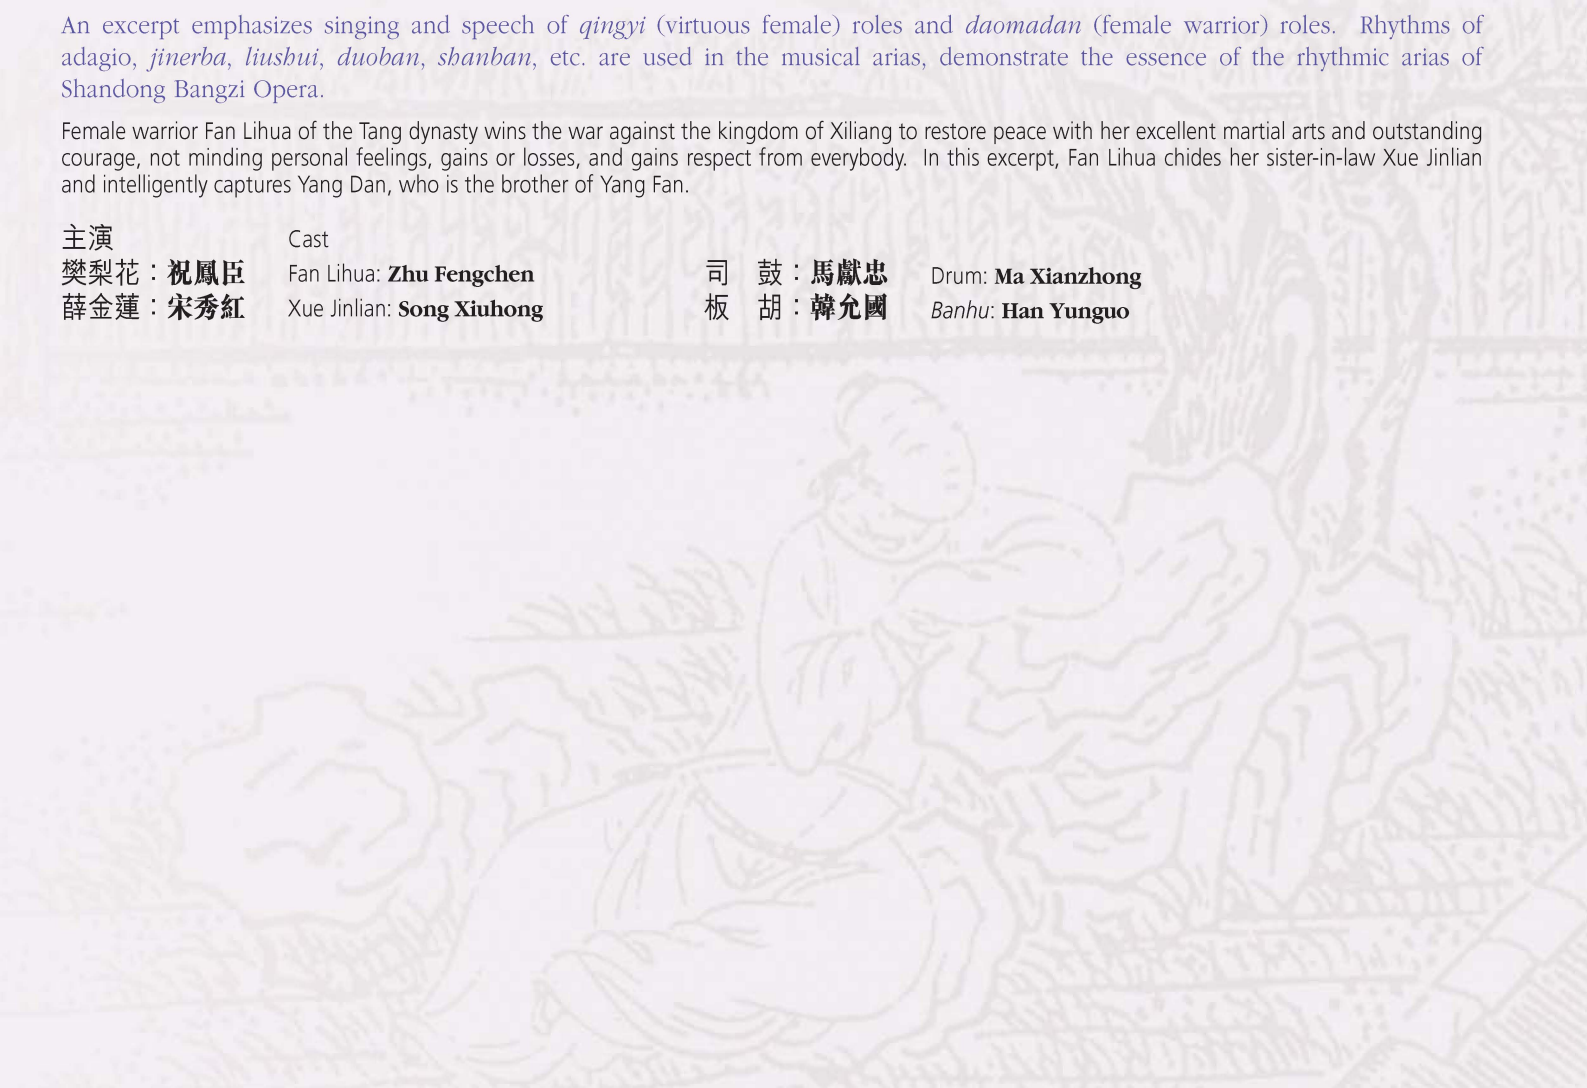 An excerpt emphasizes singing and speech of qingyi (virtuous female) roles and daomadan (female warrior) roles. Rhythms of
adagio, jinerba, liushui, duoban, shanban, etc. are used in the musical arias, demonstrate the essence of the rhythmic arias of
Shandong Bangzi Opera.
Female warrior Fan Lihua of the Tang dynasty wins the war against the kingdom of Xiliang to restore peace with her excellent martial arts and outstanding
courage, not minding personal feelings, gains or losses, and gains respect from everybody. In this excerpt, Fan Lihua chides her sister-in-law Xue Jinlian
and intelligently captures Yang Dan, who is the brother of Yang Fan.
主演 Cast
樊梨花：祝鳳臣 Fan Lihua: Zhu Fengchen 司 鼓：馬獻忠 Drum: Ma Xianzhong
薛金蓮：宋秀紅 Xue Jinlian: Song Xiuhong 板 胡：韓允國 Banhu: Han Yunguo